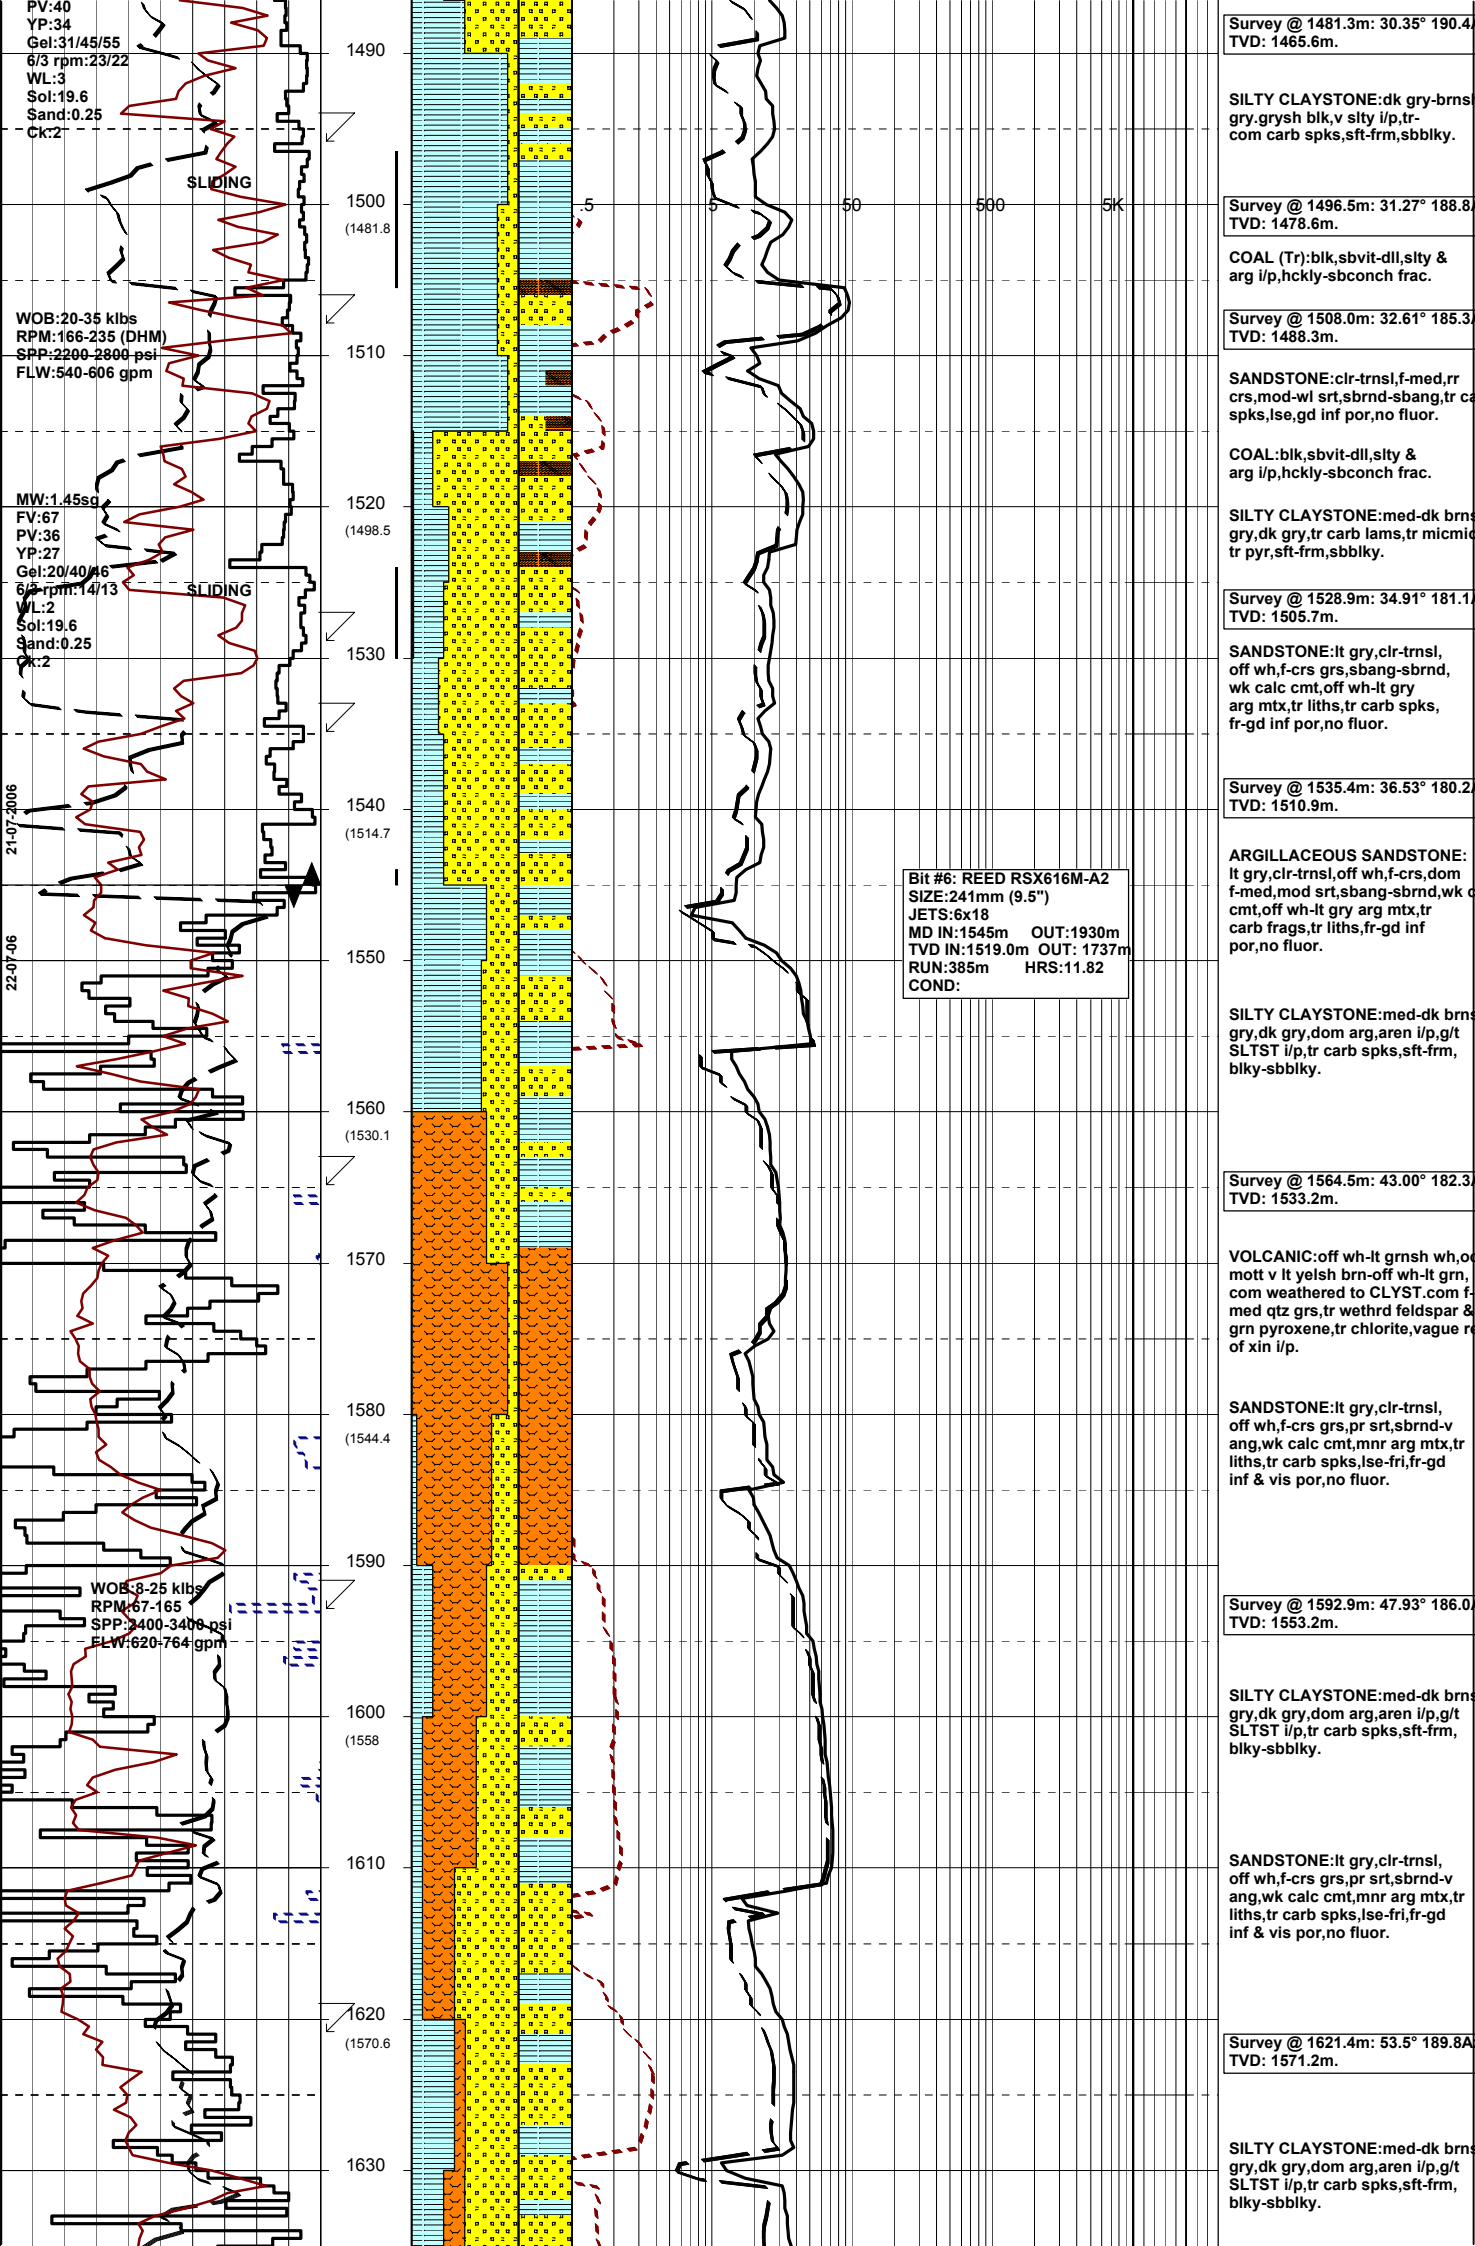 PV:40
YP:34
Gel:31/45/55
6/3 rpm:23/22
WL:3
Sol:19.6
Sand:0.25
Ck:2
SLIDING
WOB:20-35 klbs
RPM:166-235 (DHM)
SPP:2200-2800 psi
FLW:540-606 gpm
MW:1.45sg
FV:67
PV:36
YP:27
Gel:20/40/46
6/3 rpm:14/13
WL:2
Sol:19.6
Sand:0.25
Ck:2
SLIDING
21-07-2006
22-07-06
WOB:8-25 klbs
RPM:67-165
SPP:2400-3400 psi
FLW:620-764 gpm
1490
1500
(1481.8
1510
1520
(1498.5
1530
1540
(1514.7
1550
1560
(1530.1
1570
1580
(1544.4
1590
1600
(1558
1610
1620
(1570.6
1630
.5 5 50 500 5K
Bit #6: REED RSX616M-A2
SIZE:241mm (9.5")
JETS:6x18
MD IN:1545m OUT:1930m
TVD IN:1519.0m OUT: 1737m
RUN:385m HRS:11.82
COND:
Survey @ 1481.3m: 30.35° 190.4
TVD: 1465.6m.
SILTY CLAYSTONE:dk gry-brnsh
gry.grysh blk,v slty i/p,tr-
com carb spks,sft-frm,sbblky.
Survey @ 1496.5m: 31.27° 188.8
TVD: 1478.6m.
COAL (Tr):blk,sbvit-dll,slty &
arg i/p,hckly-sbconch frac.
Survey @ 1508.0m: 32.61° 185.3
TVD: 1488.3m.
SANDSTONE:clr-trnsl,f-med,rr
crs,mod-wl srt,sbrnd-sbang,tr ca
spks,lse,gd inf por,no fluor.
COAL:blk,sbvit-dll,slty &
arg i/p,hckly-sbconch frac.
SILTY CLAYSTONE:med-dk brns
gry,dk gry,tr carb lams,tr micmic
tr pyr,sft-frm,sbblky.
Survey @ 1528.9m: 34.91° 181.1
TVD: 1505.7m.
SANDSTONE:lt gry,clr-trnsl,
off wh,f-crs grs,sbang-sbrnd,
wk calc cmt,off wh-lt gry
arg mtx,tr liths,tr carb spks,
fr-gd inf por,no fluor.
Survey @ 1535.4m: 36.53° 180.2
TVD: 1510.9m.
ARGILLACEOUS SANDSTONE:
lt gry,clr-trnsl,off wh,f-crs,dom
f-med,mod srt,sbang-sbrnd,wk c
cmt,off wh-lt gry arg mtx,tr
carb frags,tr liths,fr-gd inf
por,no fluor.
SILTY CLAYSTONE:med-dk brns
gry,dk gry,dom arg,aren i/p,g/t
SLTST i/p,tr carb spks,sft-frm,
blky-sbblky.
Survey @ 1564.5m: 43.00° 182.3
TVD: 1533.2m.
VOLCANIC:off wh-lt grnsh wh,oc
mott v lt yelsh brn-off wh-lt grn,
com weathered to CLYST.com f-
med qtz grs,tr wethrd feldspar &
grn pyroxene,tr chlorite,vague re
of xin i/p.
SANDSTONE:lt gry,clr-trnsl,
off wh,f-crs grs,pr srt,sbrnd-v
ang,wk calc cmt,mnr arg mtx,tr
liths,tr carb spks,lse-fri,fr-gd
inf & vis por,no fluor.
Survey @ 1592.9m: 47.93° 186.0
TVD: 1553.2m.
SILTY CLAYSTONE:med-dk brns
gry,dk gry,dom arg,aren i/p,g/t
SLTST i/p,tr carb spks,sft-frm,
blky-sbblky.
SANDSTONE:lt gry,clr-trnsl,
off wh,f-crs grs,pr srt,sbrnd-v
ang,wk calc cmt,mnr arg mtx,tr
liths,tr carb spks,lse-fri,fr-gd
inf & vis por,no fluor.
Survey @ 1621.4m: 53.5° 189.8A
TVD: 1571.2m.
SILTY CLAYSTONE:med-dk brns
gry,dk gry,dom arg,aren i/p,g/t
SLTST i/p,tr carb spks,sft-frm,
blky-sbblky.